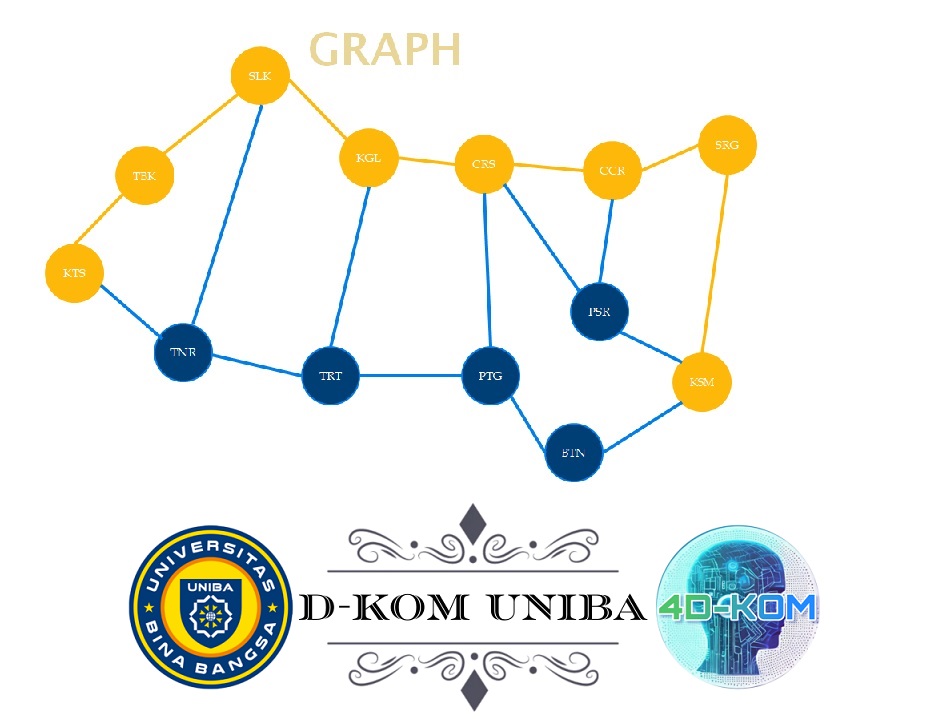 GRAPH
SLK
KGL
CRS
CCR
SRG
TBK
KTS
TNR
TRT
PTG
PSR
KSM
BTN
UNIVERSITAS
UNIBA
BINA BANGSA
D-KOM UNIBA
4D-KOM